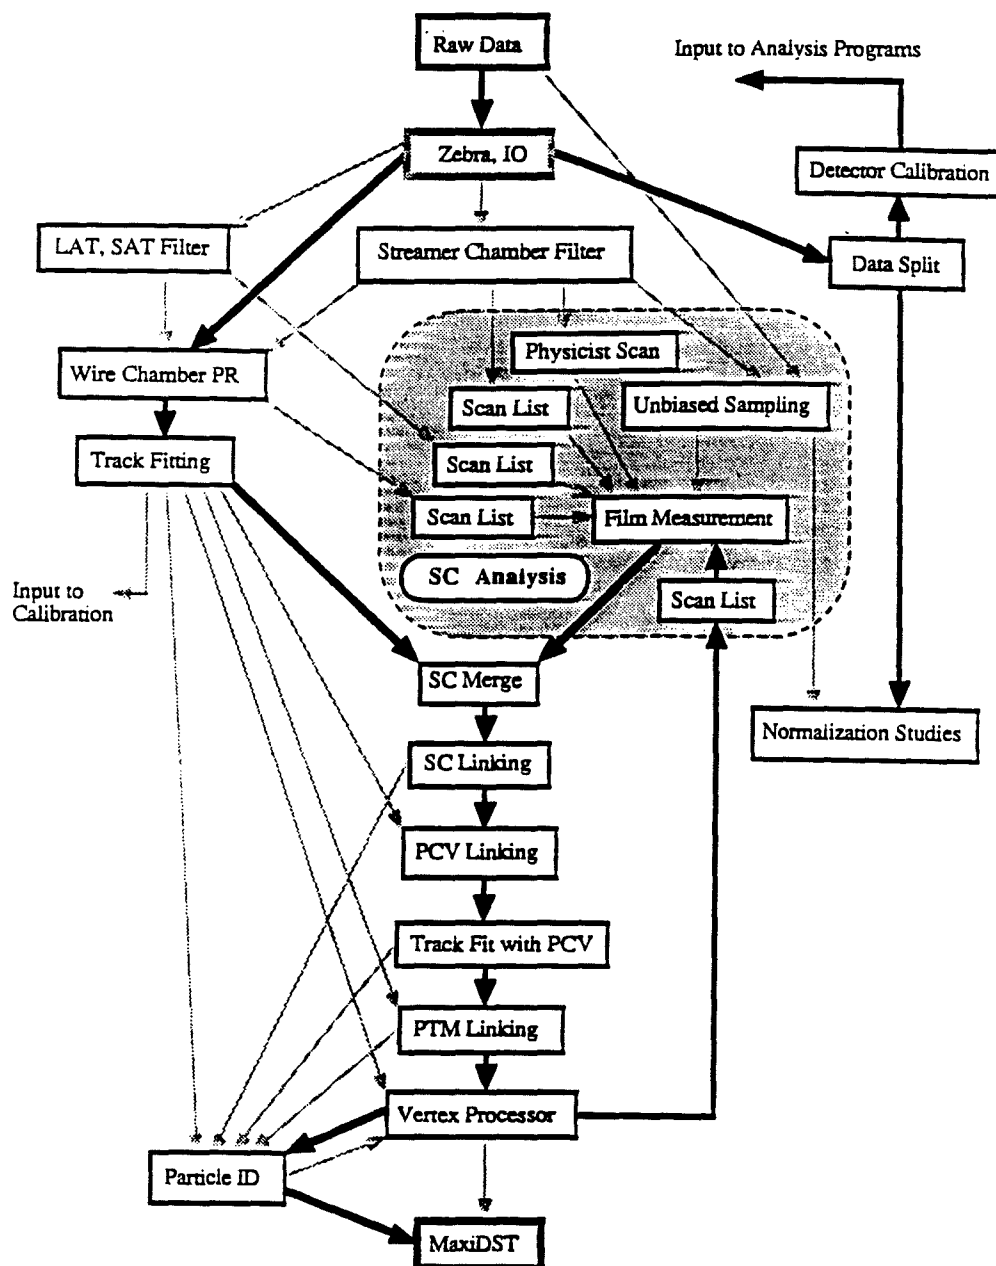 Raw Data
Input to Analysis Programs
Zebra, IO
Detector Calibration
LAT, SAT Filter
Streamer Chamber Filter
Data Split
Physicist Scan
Wire Chamber PR
Scan List
Unbiased Sampling
Track Fitting
Scan List
Scan List
Film Measurement
SC Analysis
Input to
Calibration
Scan List
SC Merge
Normalization Studies
SC Linking
PCV Linking
Track Fit with PCV
PTM Linking
Vertex Processor
Particle ID
MaxiDST